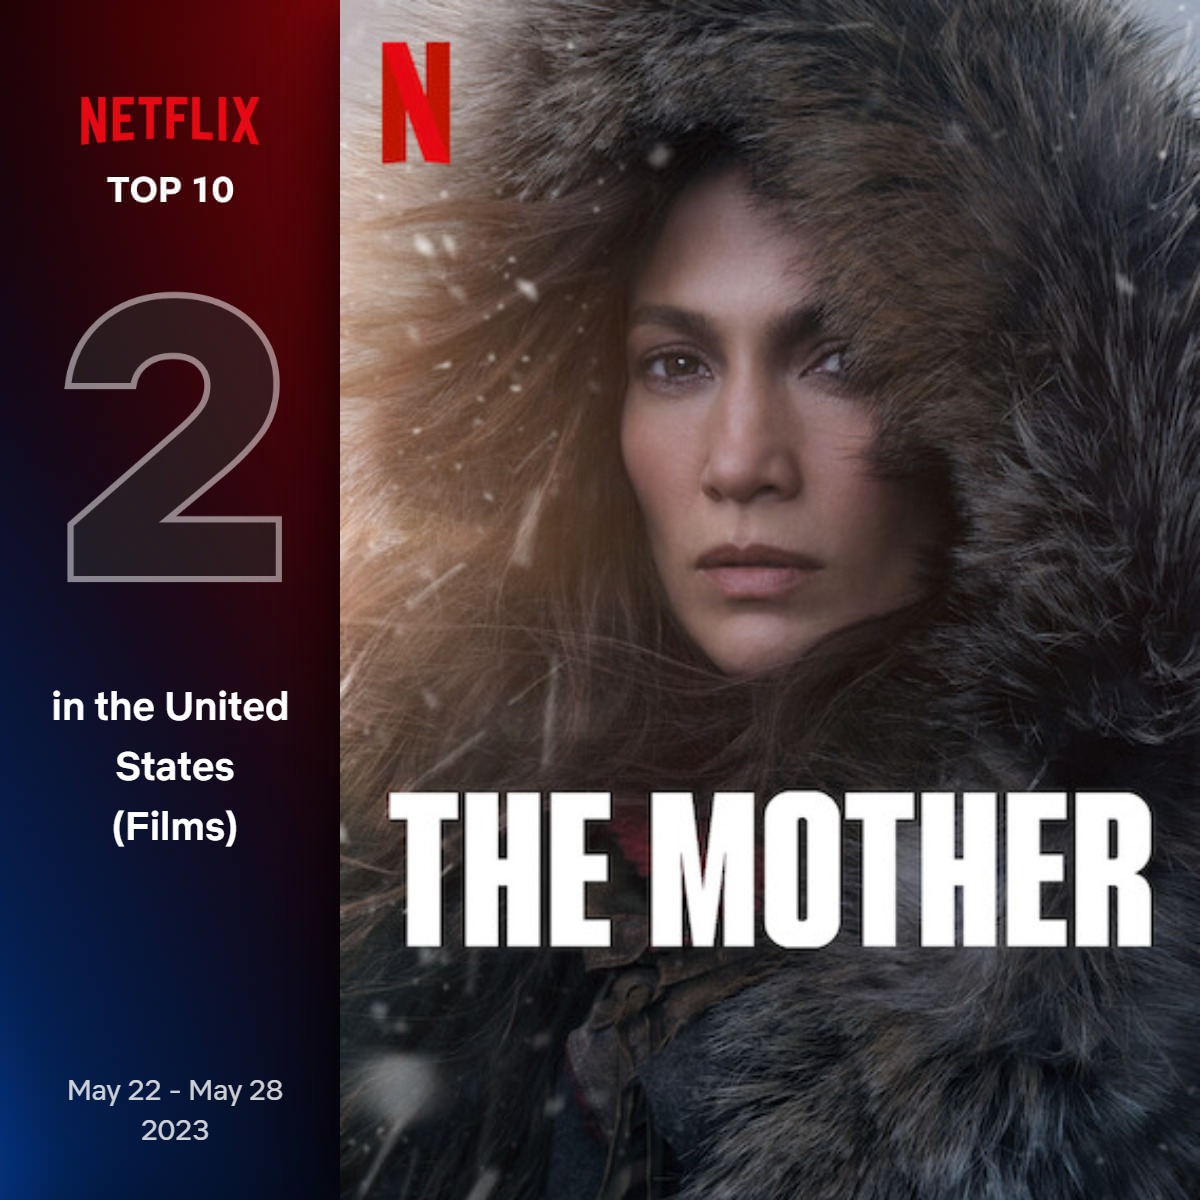 NETFLIX
TOP 10
2
in the United
States
(Films)
May 22 - May 28
2023
N
THE MOTHER